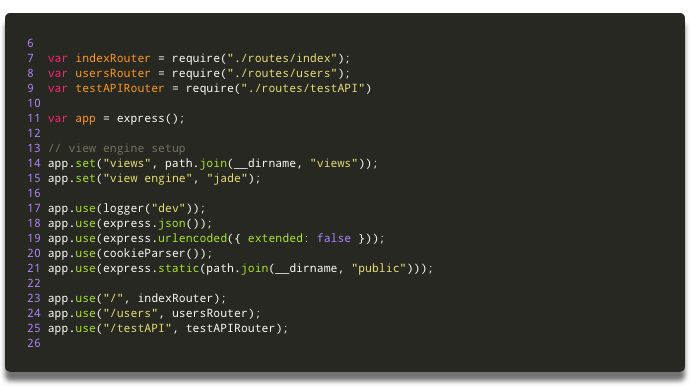 6
7 var indexRouter = require("./routes/index");
8 var usersRouter = require("./routes/users");
9 var testAPIRouter = require("./routes/testAPI")
10
11 var app = express();
12
13 // view engine setup
14 app.set("views", path.join(__dirname, "views"));
15 app.set("view engine", "jade");
16
17 app.use(logger("dev"));
18 app.use(express.json());
19 app.use(express.urlencoded({ extended: false }));
20 app.use(cookieParser());
21 app.use(express.static(path.join(__dirname, "public")));
22
23 app.use("/", indexRouter);
24 app.use("/users", usersRouter);
25 app.use("/testAPI", testAPIRouter);
26